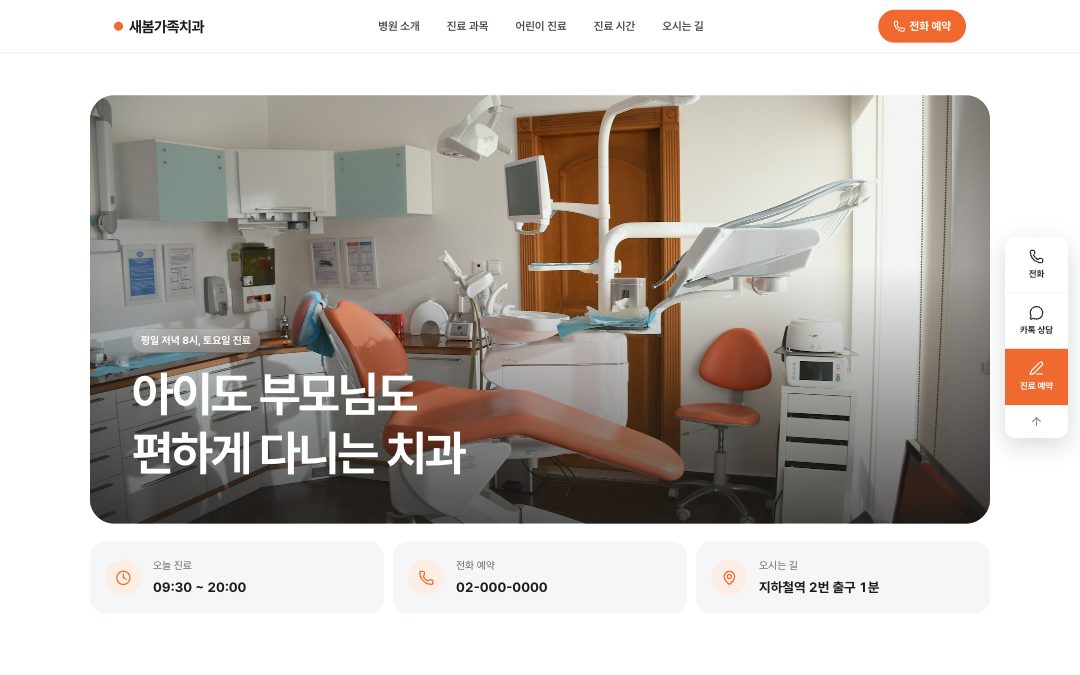 새봄가족치과
병원 소개
진료 과목
어린이 진료
진료 시간
오시는 길
전화 예약
평일 저녁 8시, 토요일 진료
아이도 부모님도
편하게 다니는 치과
전화
카톡 상담
진료 예약
오늘 진료
09:30 ~ 20:00
전화 예약
02-000-0000
오시는 길
지하철역 2번 출구 1분